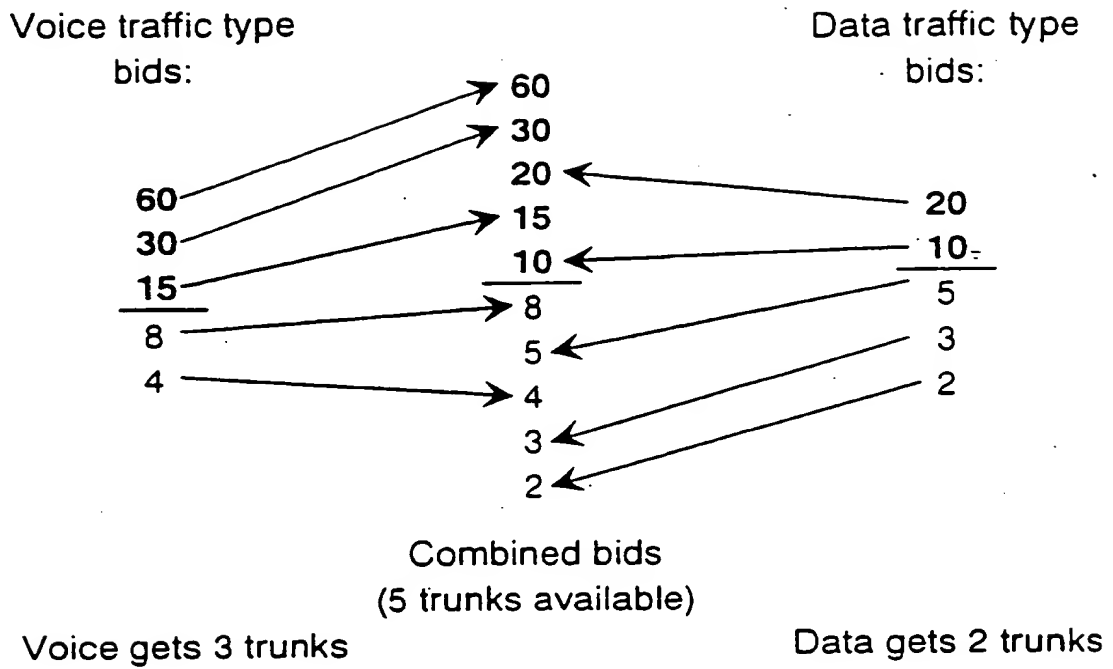 Voice traffic type
bids:
60
30
15
8
4
60
30
20
15
10
8
5
4
3
2
Data traffic type
bids:
20
10
5
3
2
Combined bids
(5 trunks available)
Voice gets 3 trunks
Data gets 2 trunks